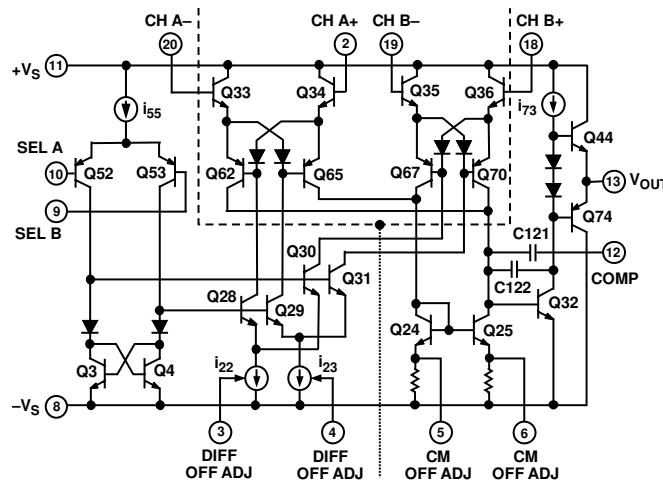 CH A– CH A+ CH B– CH B+
20 2 19 18
+VS 11
Q33 Q34 Q35 Q36
i55 i73
Q44
SEL A
10 Q52 Q53 Q62 Q65 Q67 Q70
13 VOUT
9
SEL B
Q74
C121
12
COMP
Q30
Q31
C122
Q28 Q29
Q32
Q24 Q25
Q3 Q4
i22 i23
–VS 8
3 4 5 6
DIFF OFF ADJ
DIFF OFF ADJ
CM OFF ADJ
CM OFF ADJ